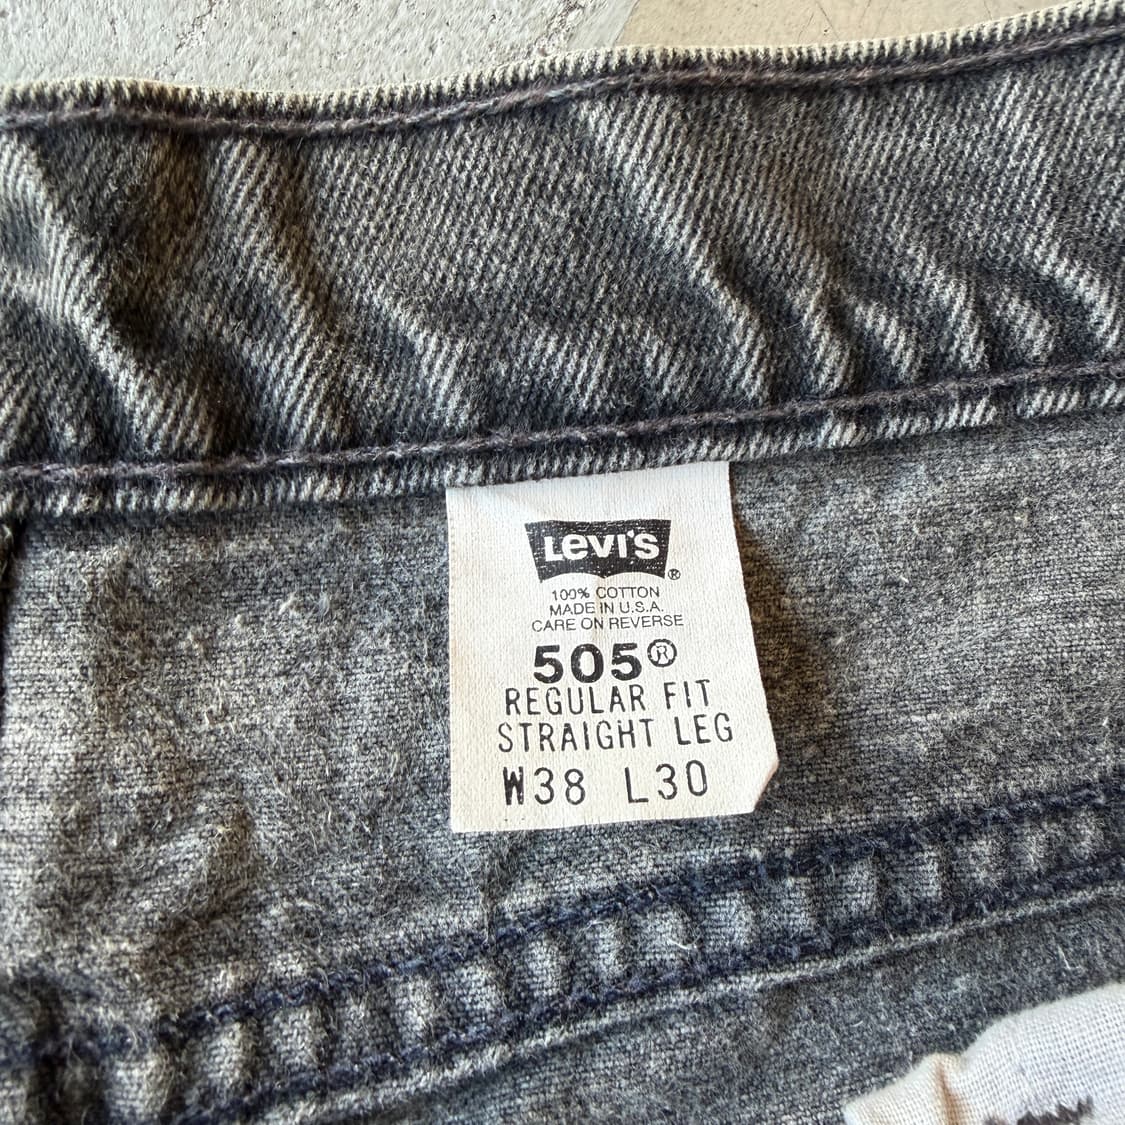 LEVI'S®
100% COTTON
MADE IN U.S.A.
CARE ON REVERSE
505®
REGULAR FIT
STRAIGHT LEG
W38 L30